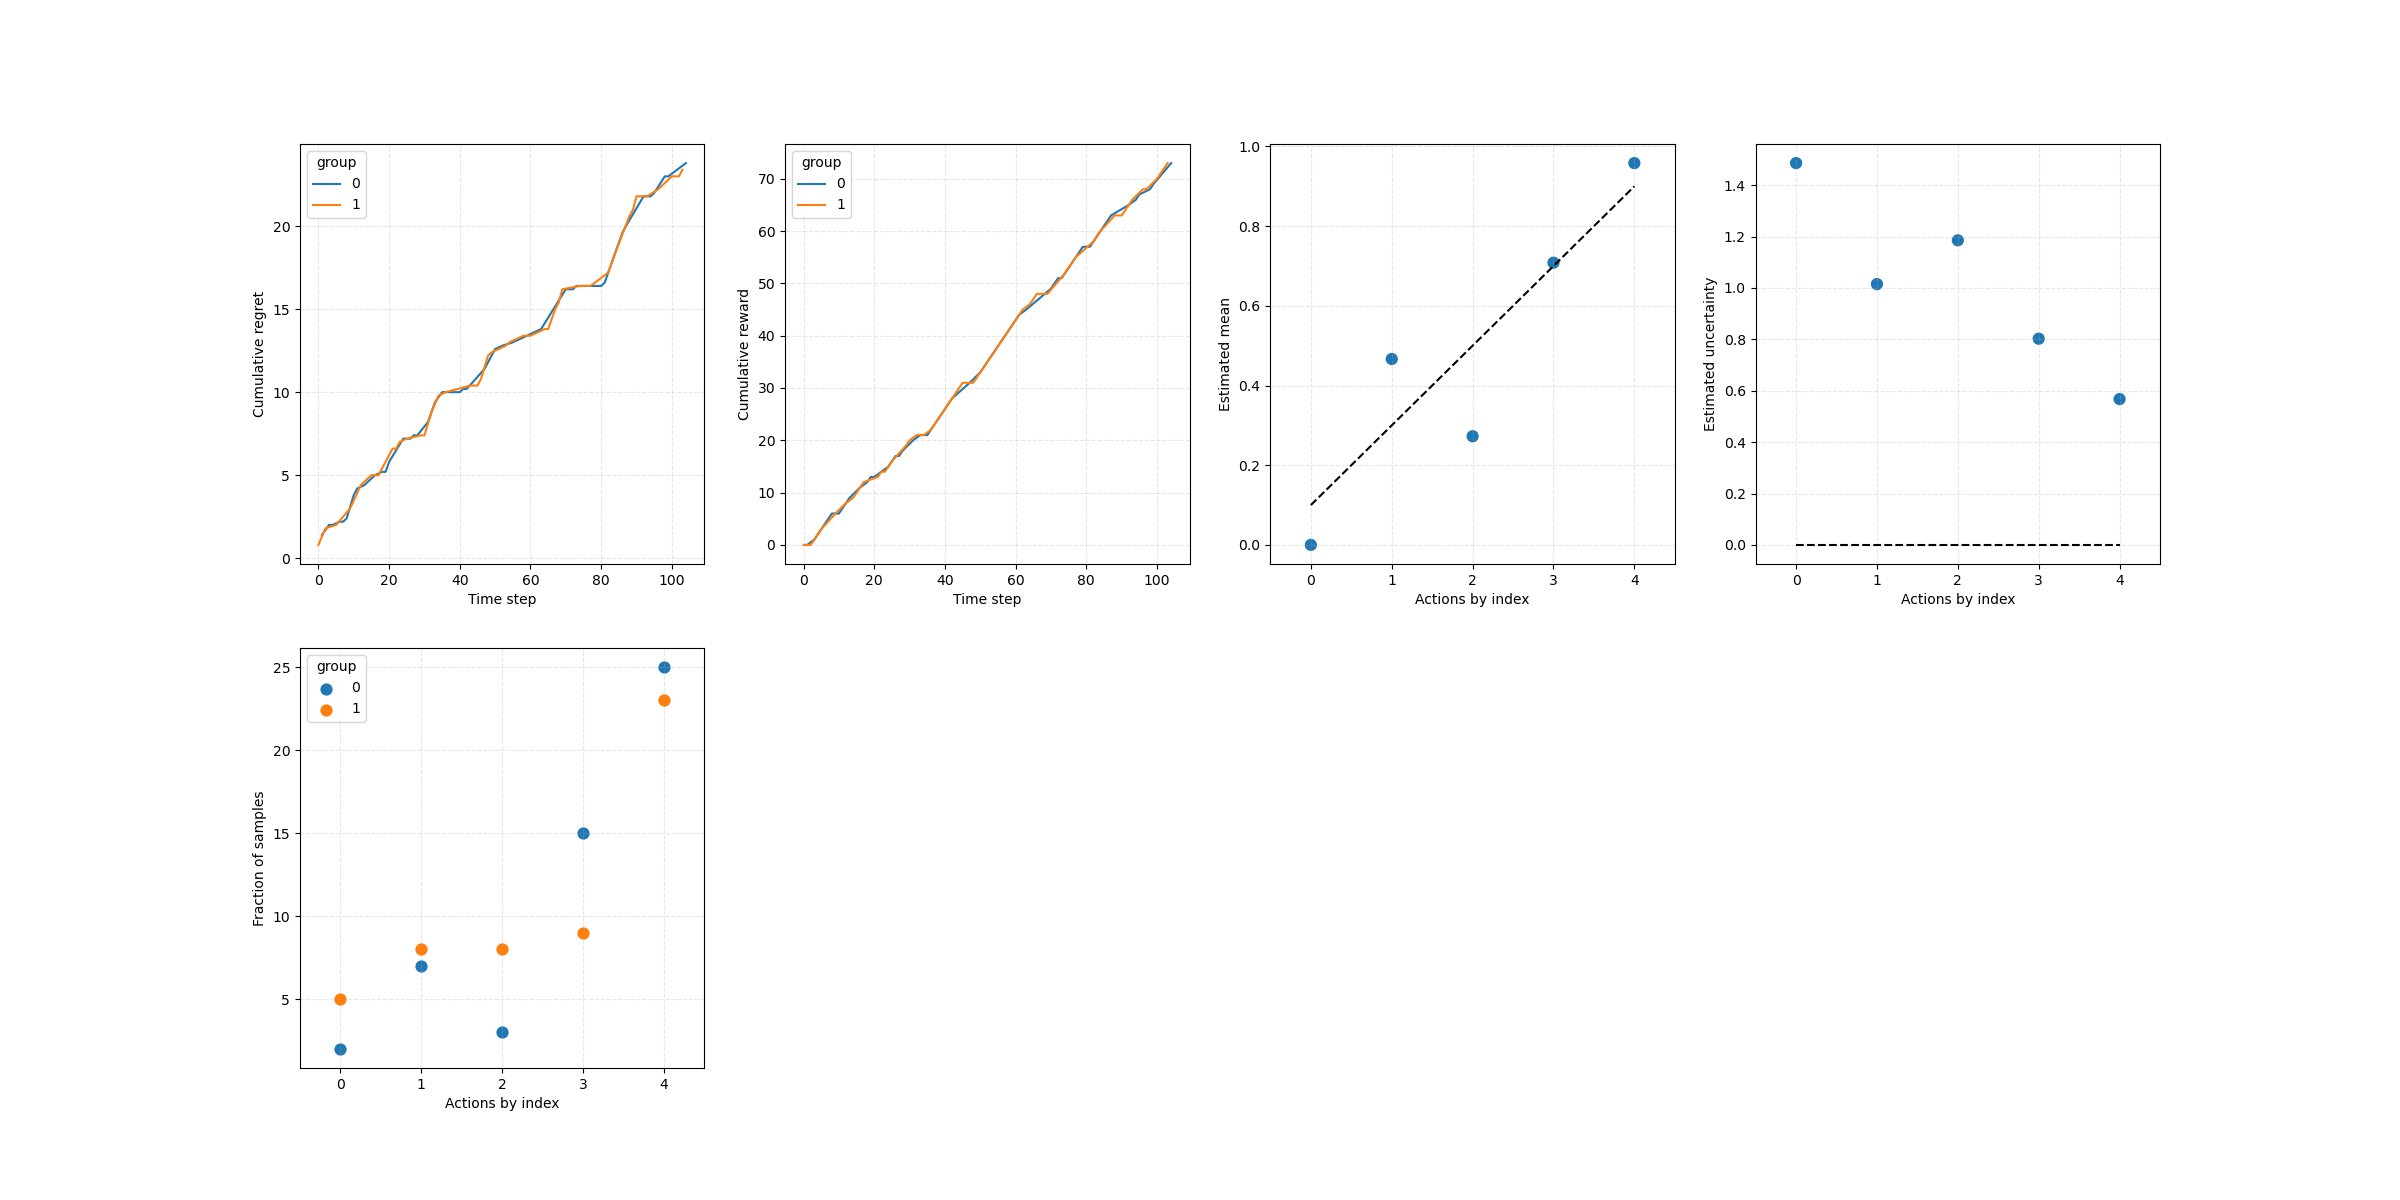 group
0
1
Cumulative regret
0
5
10
15
20
0 20 40 60 80 100
Time step
group
0
1
Cumulative reward
0
10
20
30
40
50
60
70
0 20 40 60 80 100
Time step
Estimated mean
1.0
0.8
0.6
0.4
0.2
0.0
0 1 2 3 4
Actions by index
Estimated uncertainty
1.4
1.2
1.0
0.8
0.6
0.4
0.2
0.0
0 1 2 3 4
Actions by index
group
0
1
Fraction of samples
25
20
15
10
5
0 1 2 3 4
Actions by index